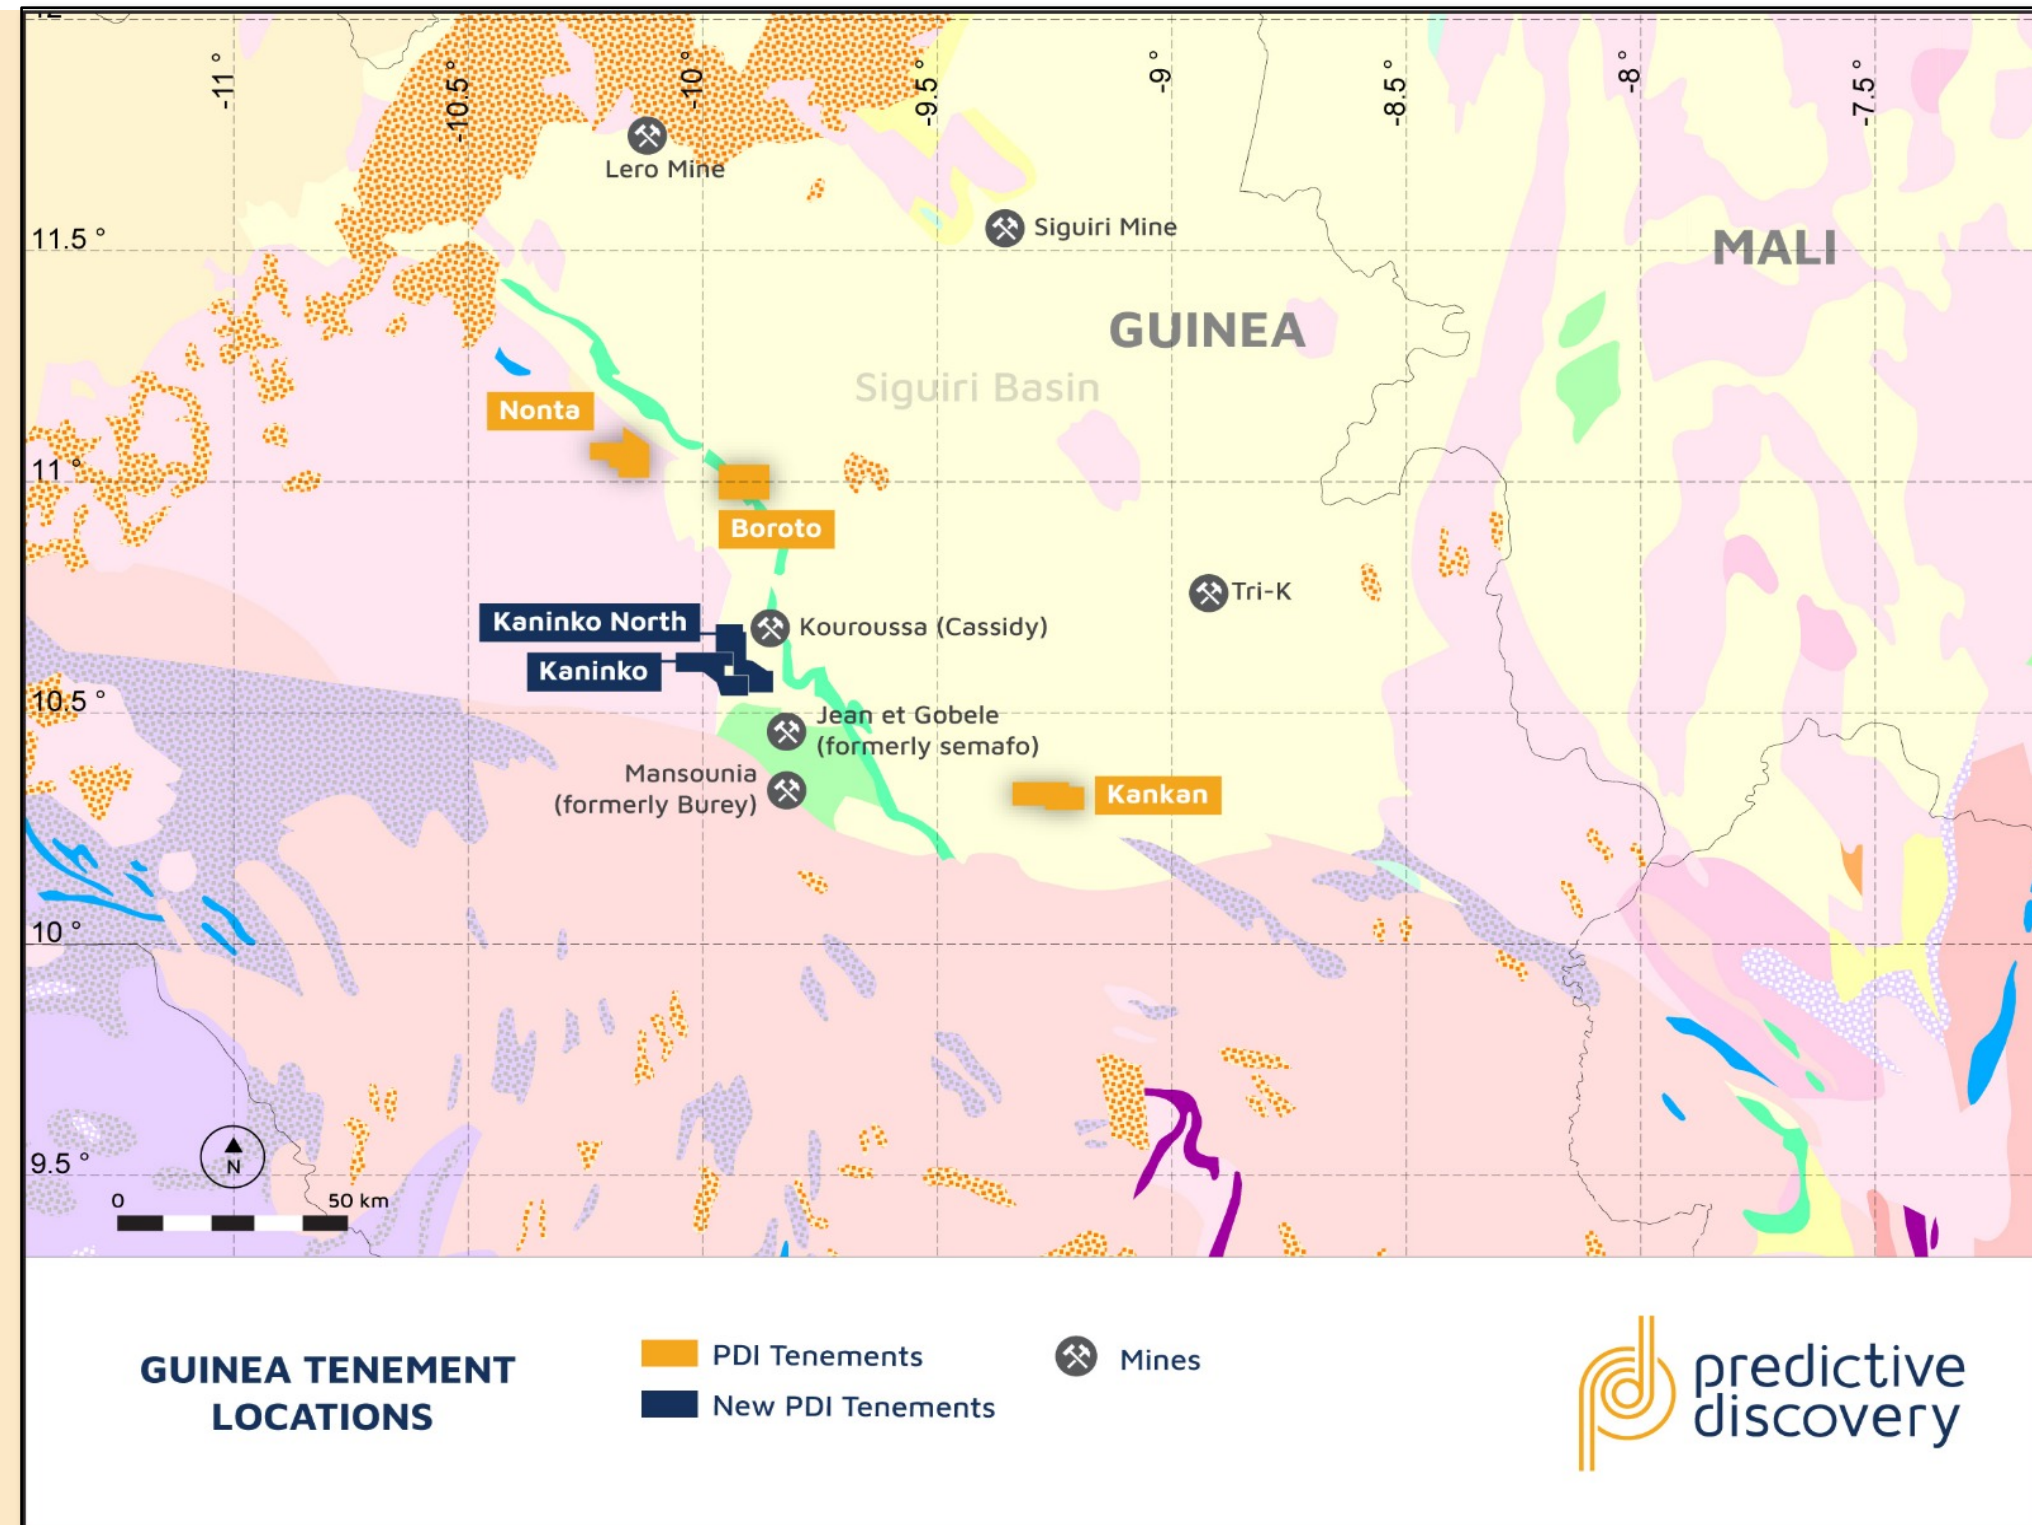 -11 °
-10.5 °
-10 °
-9.5 °
-9 °
-8.5 °
-8 °
-7.5 °
Lero Mine
Siguiri Mine
11.5 °
MALI
GUINEA
Siguiri Basin
Nonta
11 °
Boroto
Tri-K
Kaninko North
Kouroussa (Cassidy)
Kaninko
10.5 °
Jean et Gobele
(formerly semafo)
Mansounia
(formerly Burey)
Kankan
10 °
9.5 °
N
0 50 km
GUINEA TENEMENT
LOCATIONS
PDI Tenements
New PDI Tenements
Mines
predictive
discovery